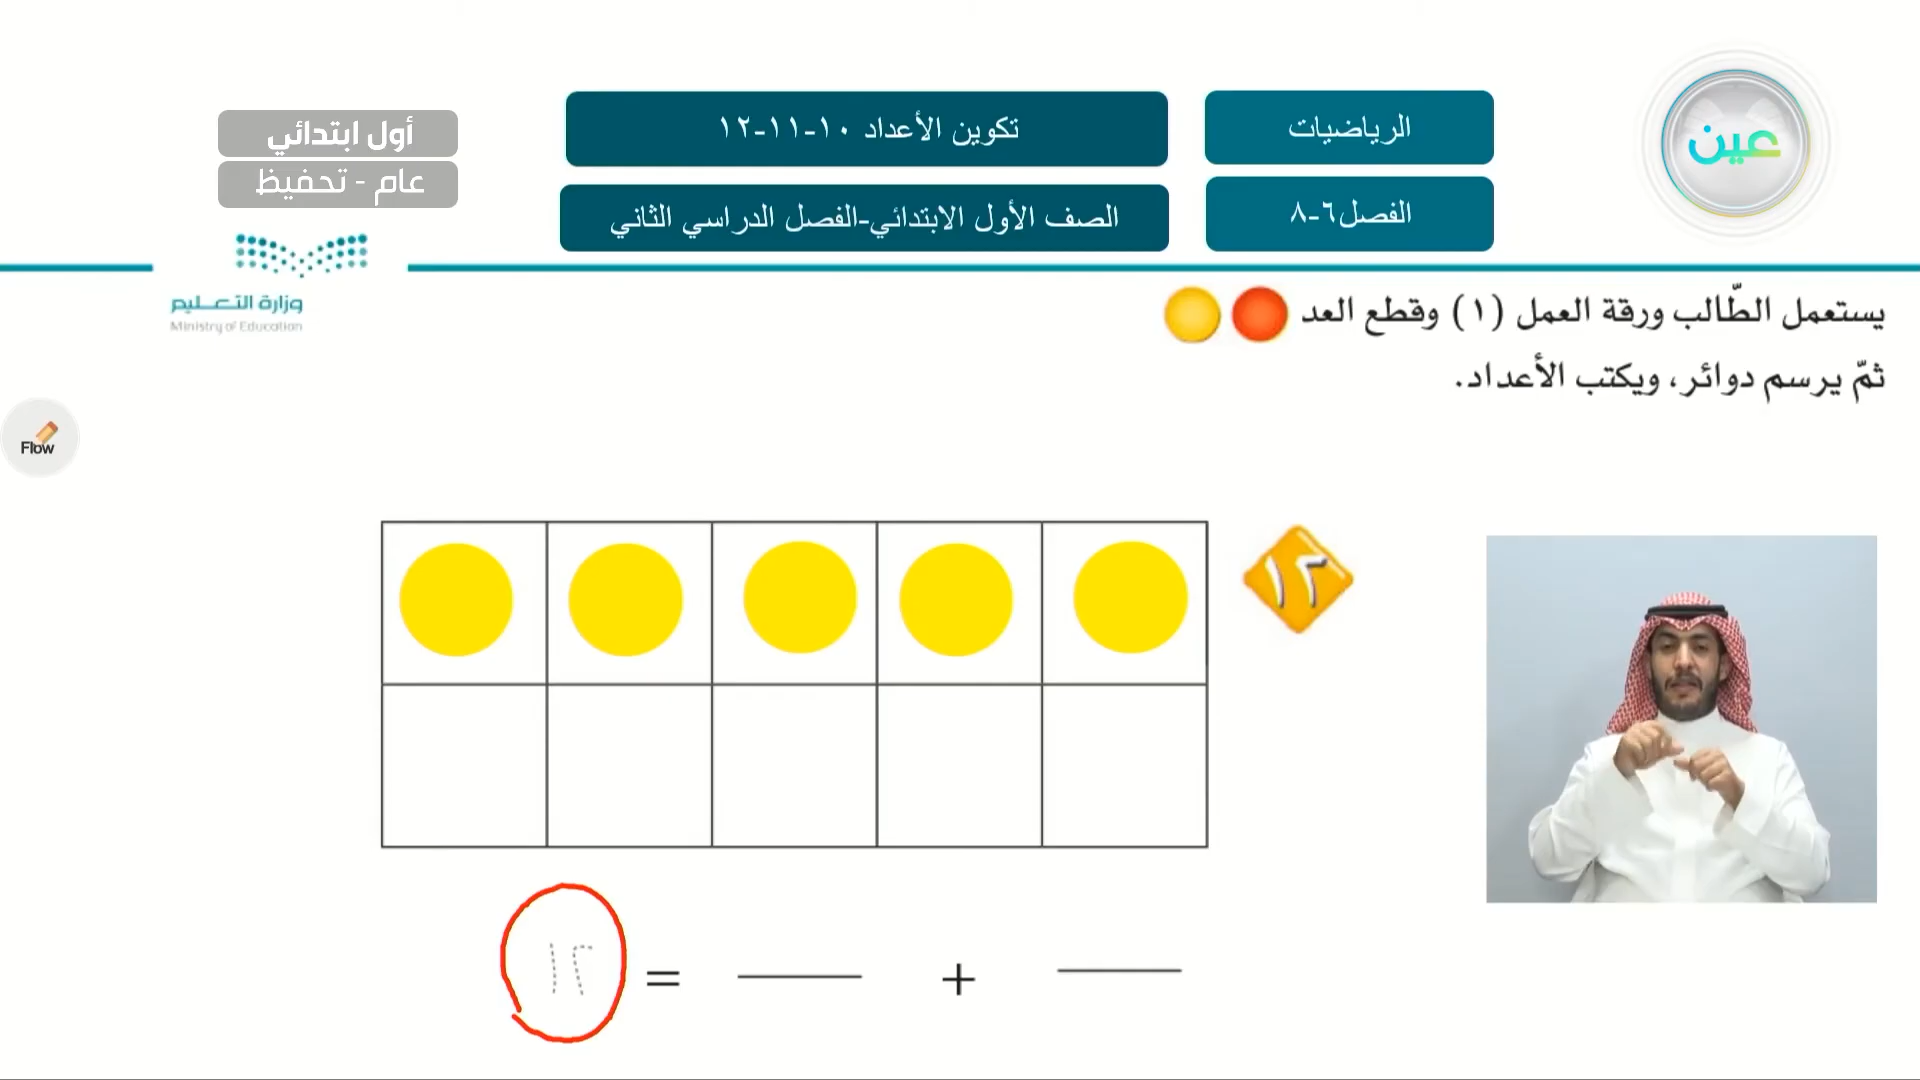 عين
الرياضيات
تكوين الأعداد ١٠-١١-١٢
أول ابتدائي
عام - تحفيظ
الفصل٦-٨
الصف الأول الابتدائي-الفصل الدراسي الثاني
وزارة التعليم
Ministry of Education
يستعمل الطّالب ورقة العمل (١) وقطع العد
ثمّ يرسم دوائر، ويكتب الأعداد.
Flow
١٢
____ + ____ = ١٢